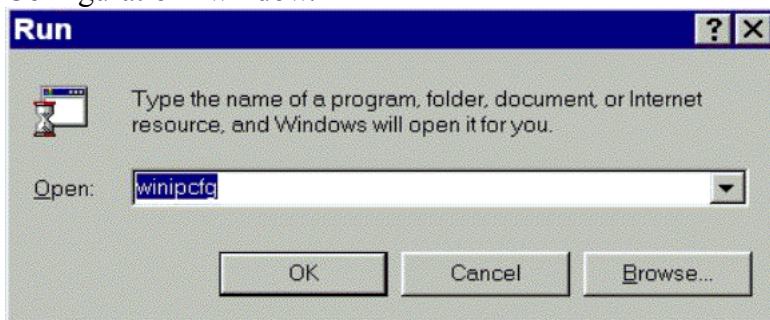 Run
Type the name of a program, folder, document, or Internet
resource, and Windows will open it for you.
Open: winipcfg
OK Cancel Browse...